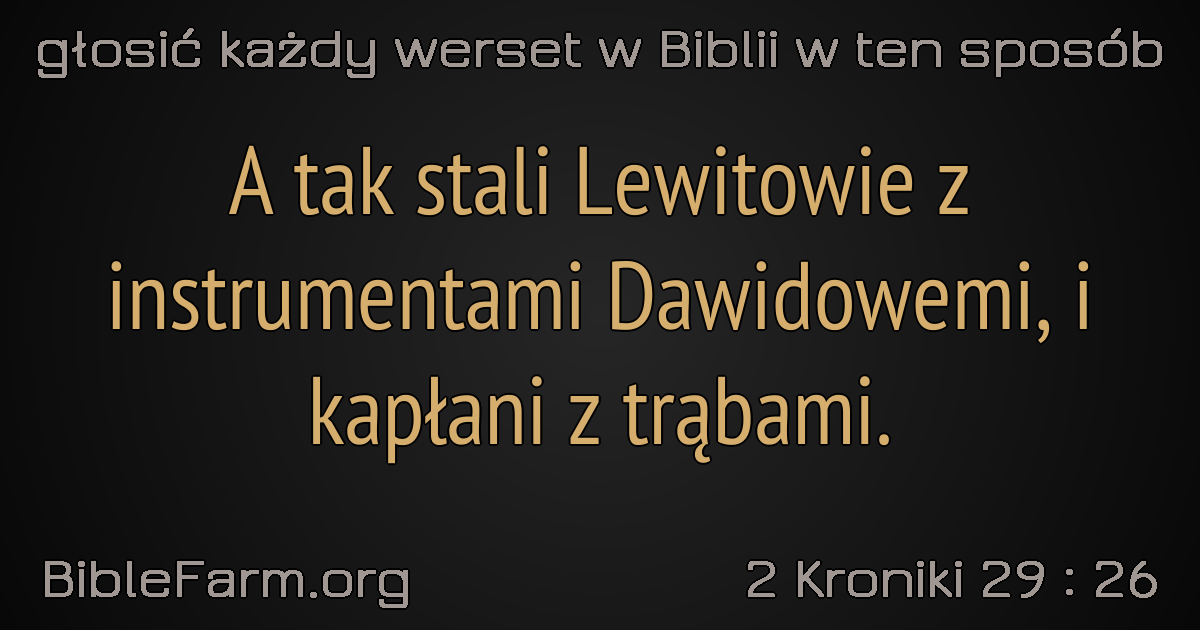 głosić każdy werset w Biblii w ten sposób
A tak stali Lewitowie z
instrumentami Dawidowemi, i
kapłani z trąbami.
BibleFarm.org
2 Kroniki 29 : 26